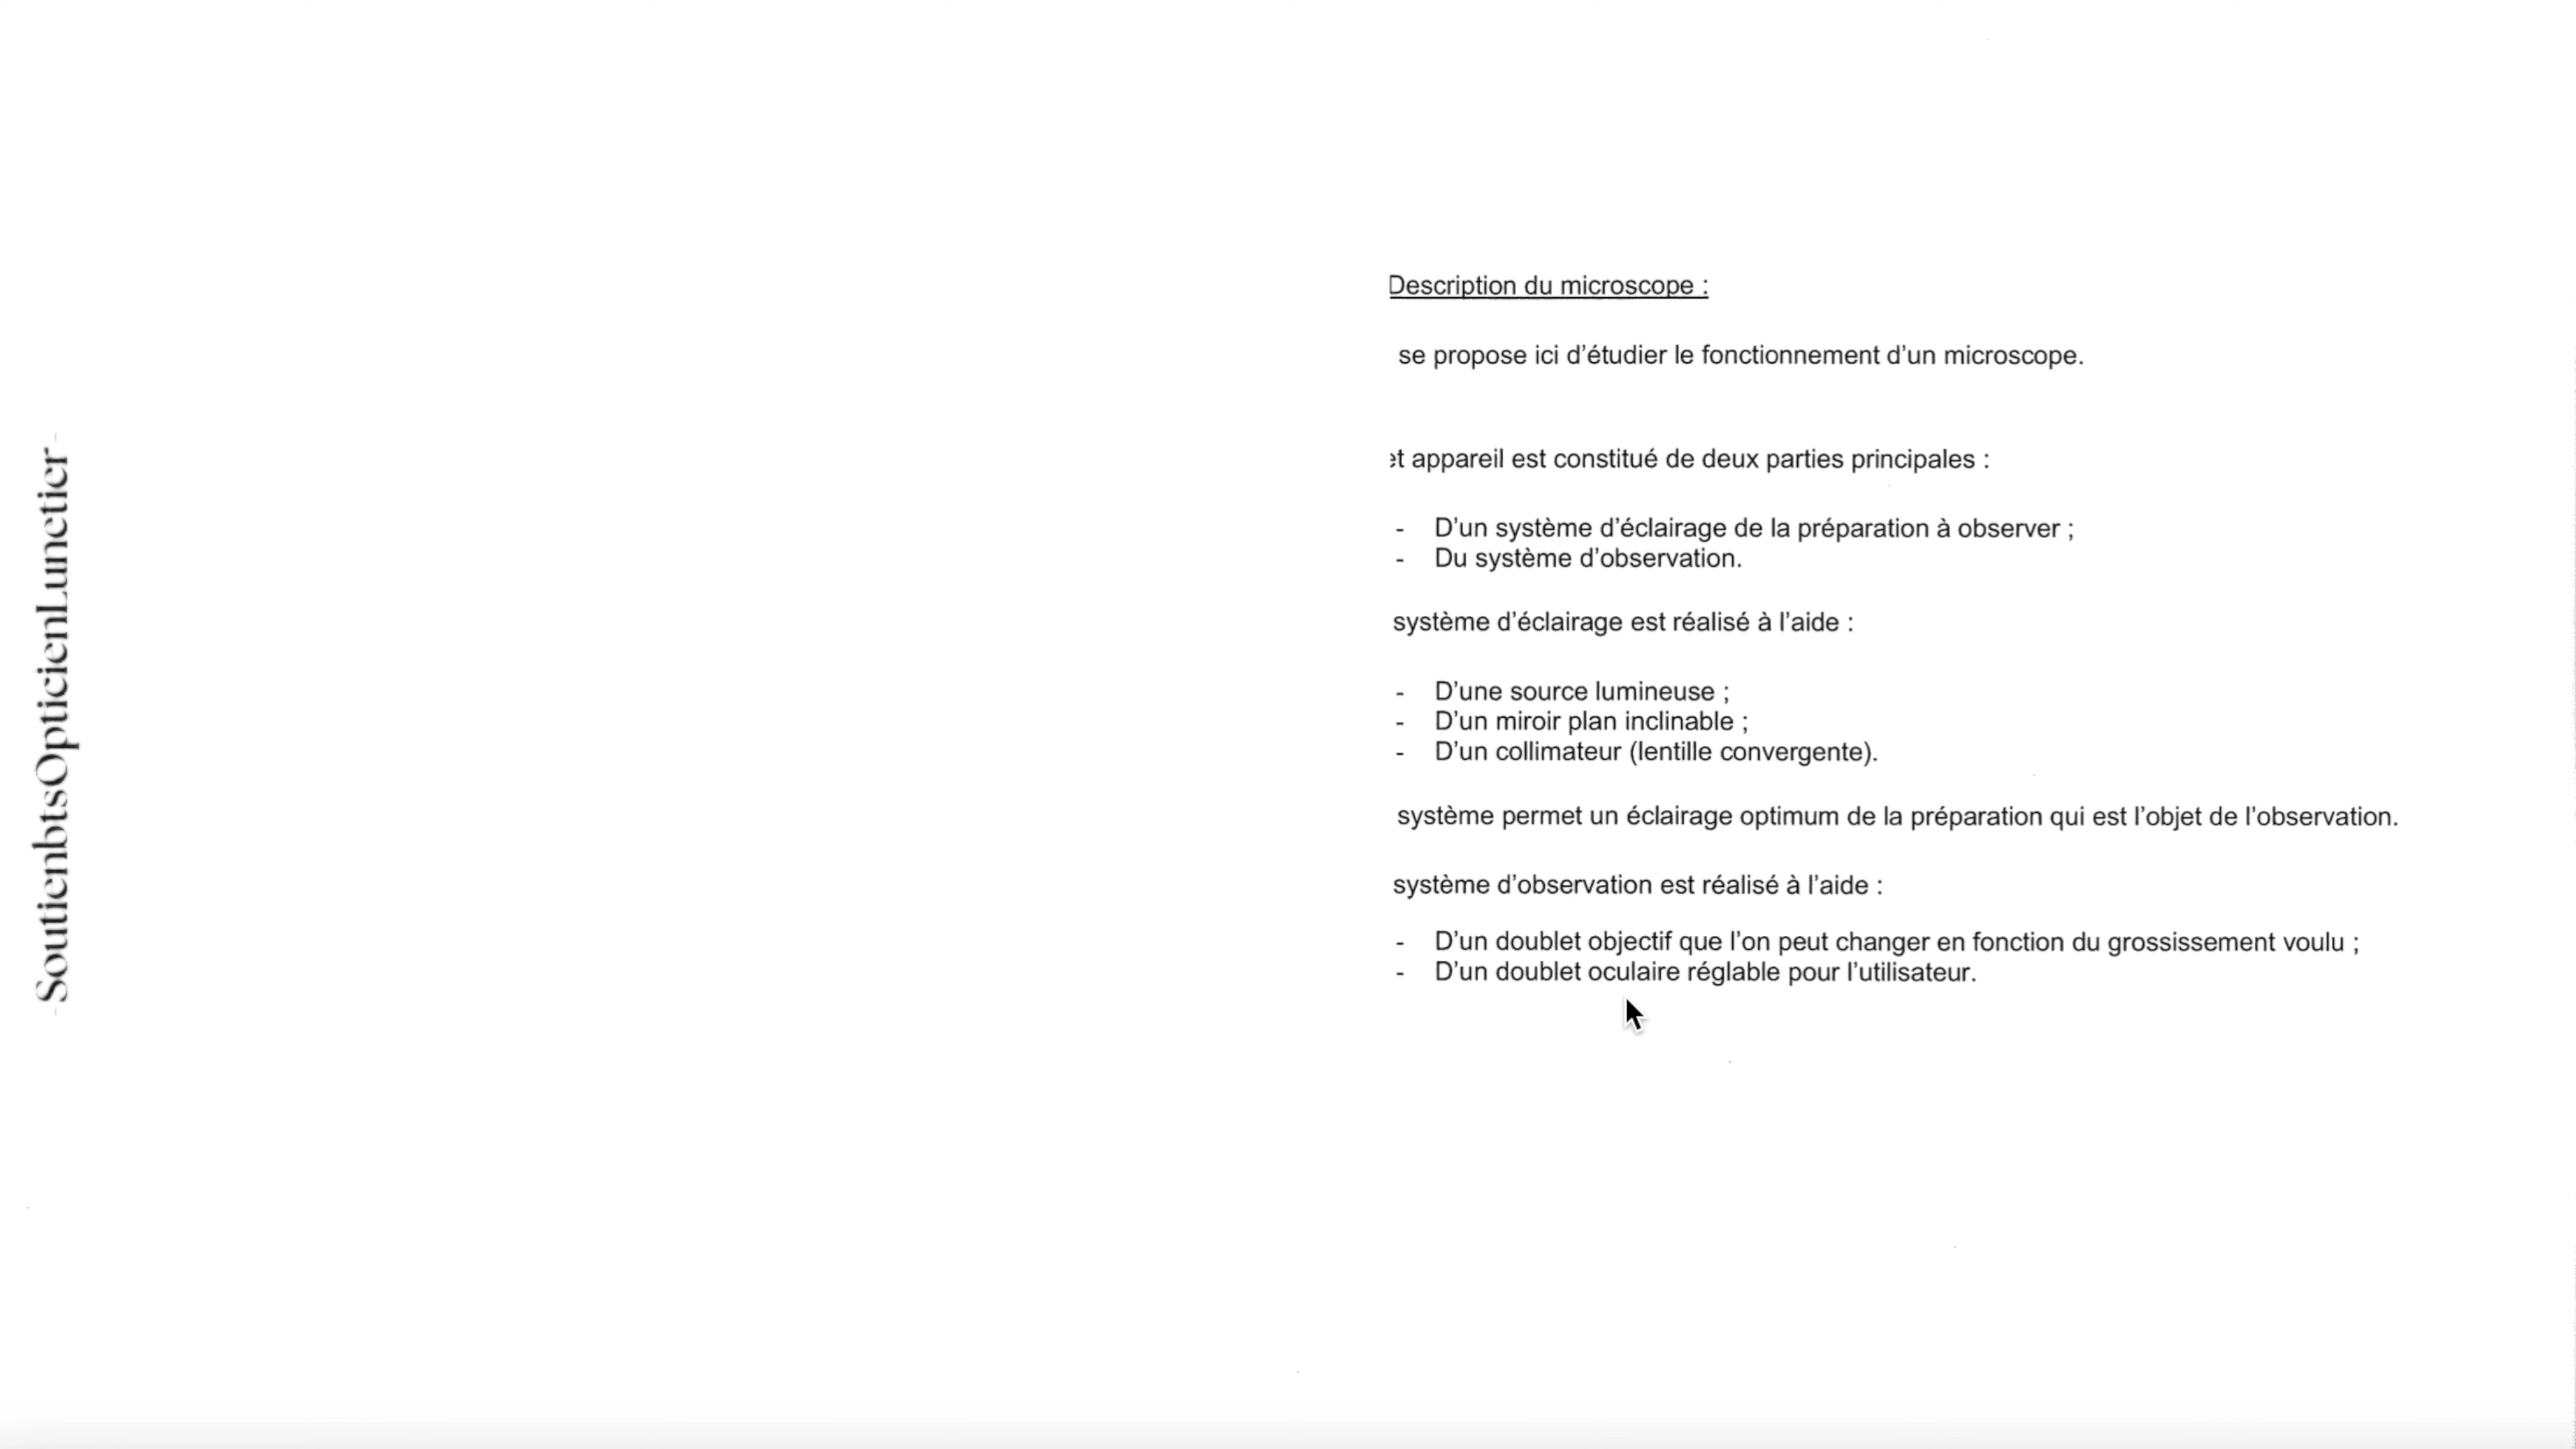 SoutienbtsOpticienLunetier
Description du microscope :
se propose ici d'étudier le fonctionnement d'un microscope.
et appareil est constitué de deux parties principales :
- D'un système d'éclairage de la préparation à observer ;
- Du système d'observation.
système d'éclairage est réalisé à l'aide :
- D'une source lumineuse ;
- D'un miroir plan inclinable ;
- D'un collimateur (lentille convergente).
système permet un éclairage optimum de la préparation qui est l'objet de l'observation.
système d'observation est réalisé à l'aide :
- D'un doublet objectif que l'on peut changer en fonction du grossissement voulu ;
- D'un doublet oculaire réglable pour l'utilisateur.